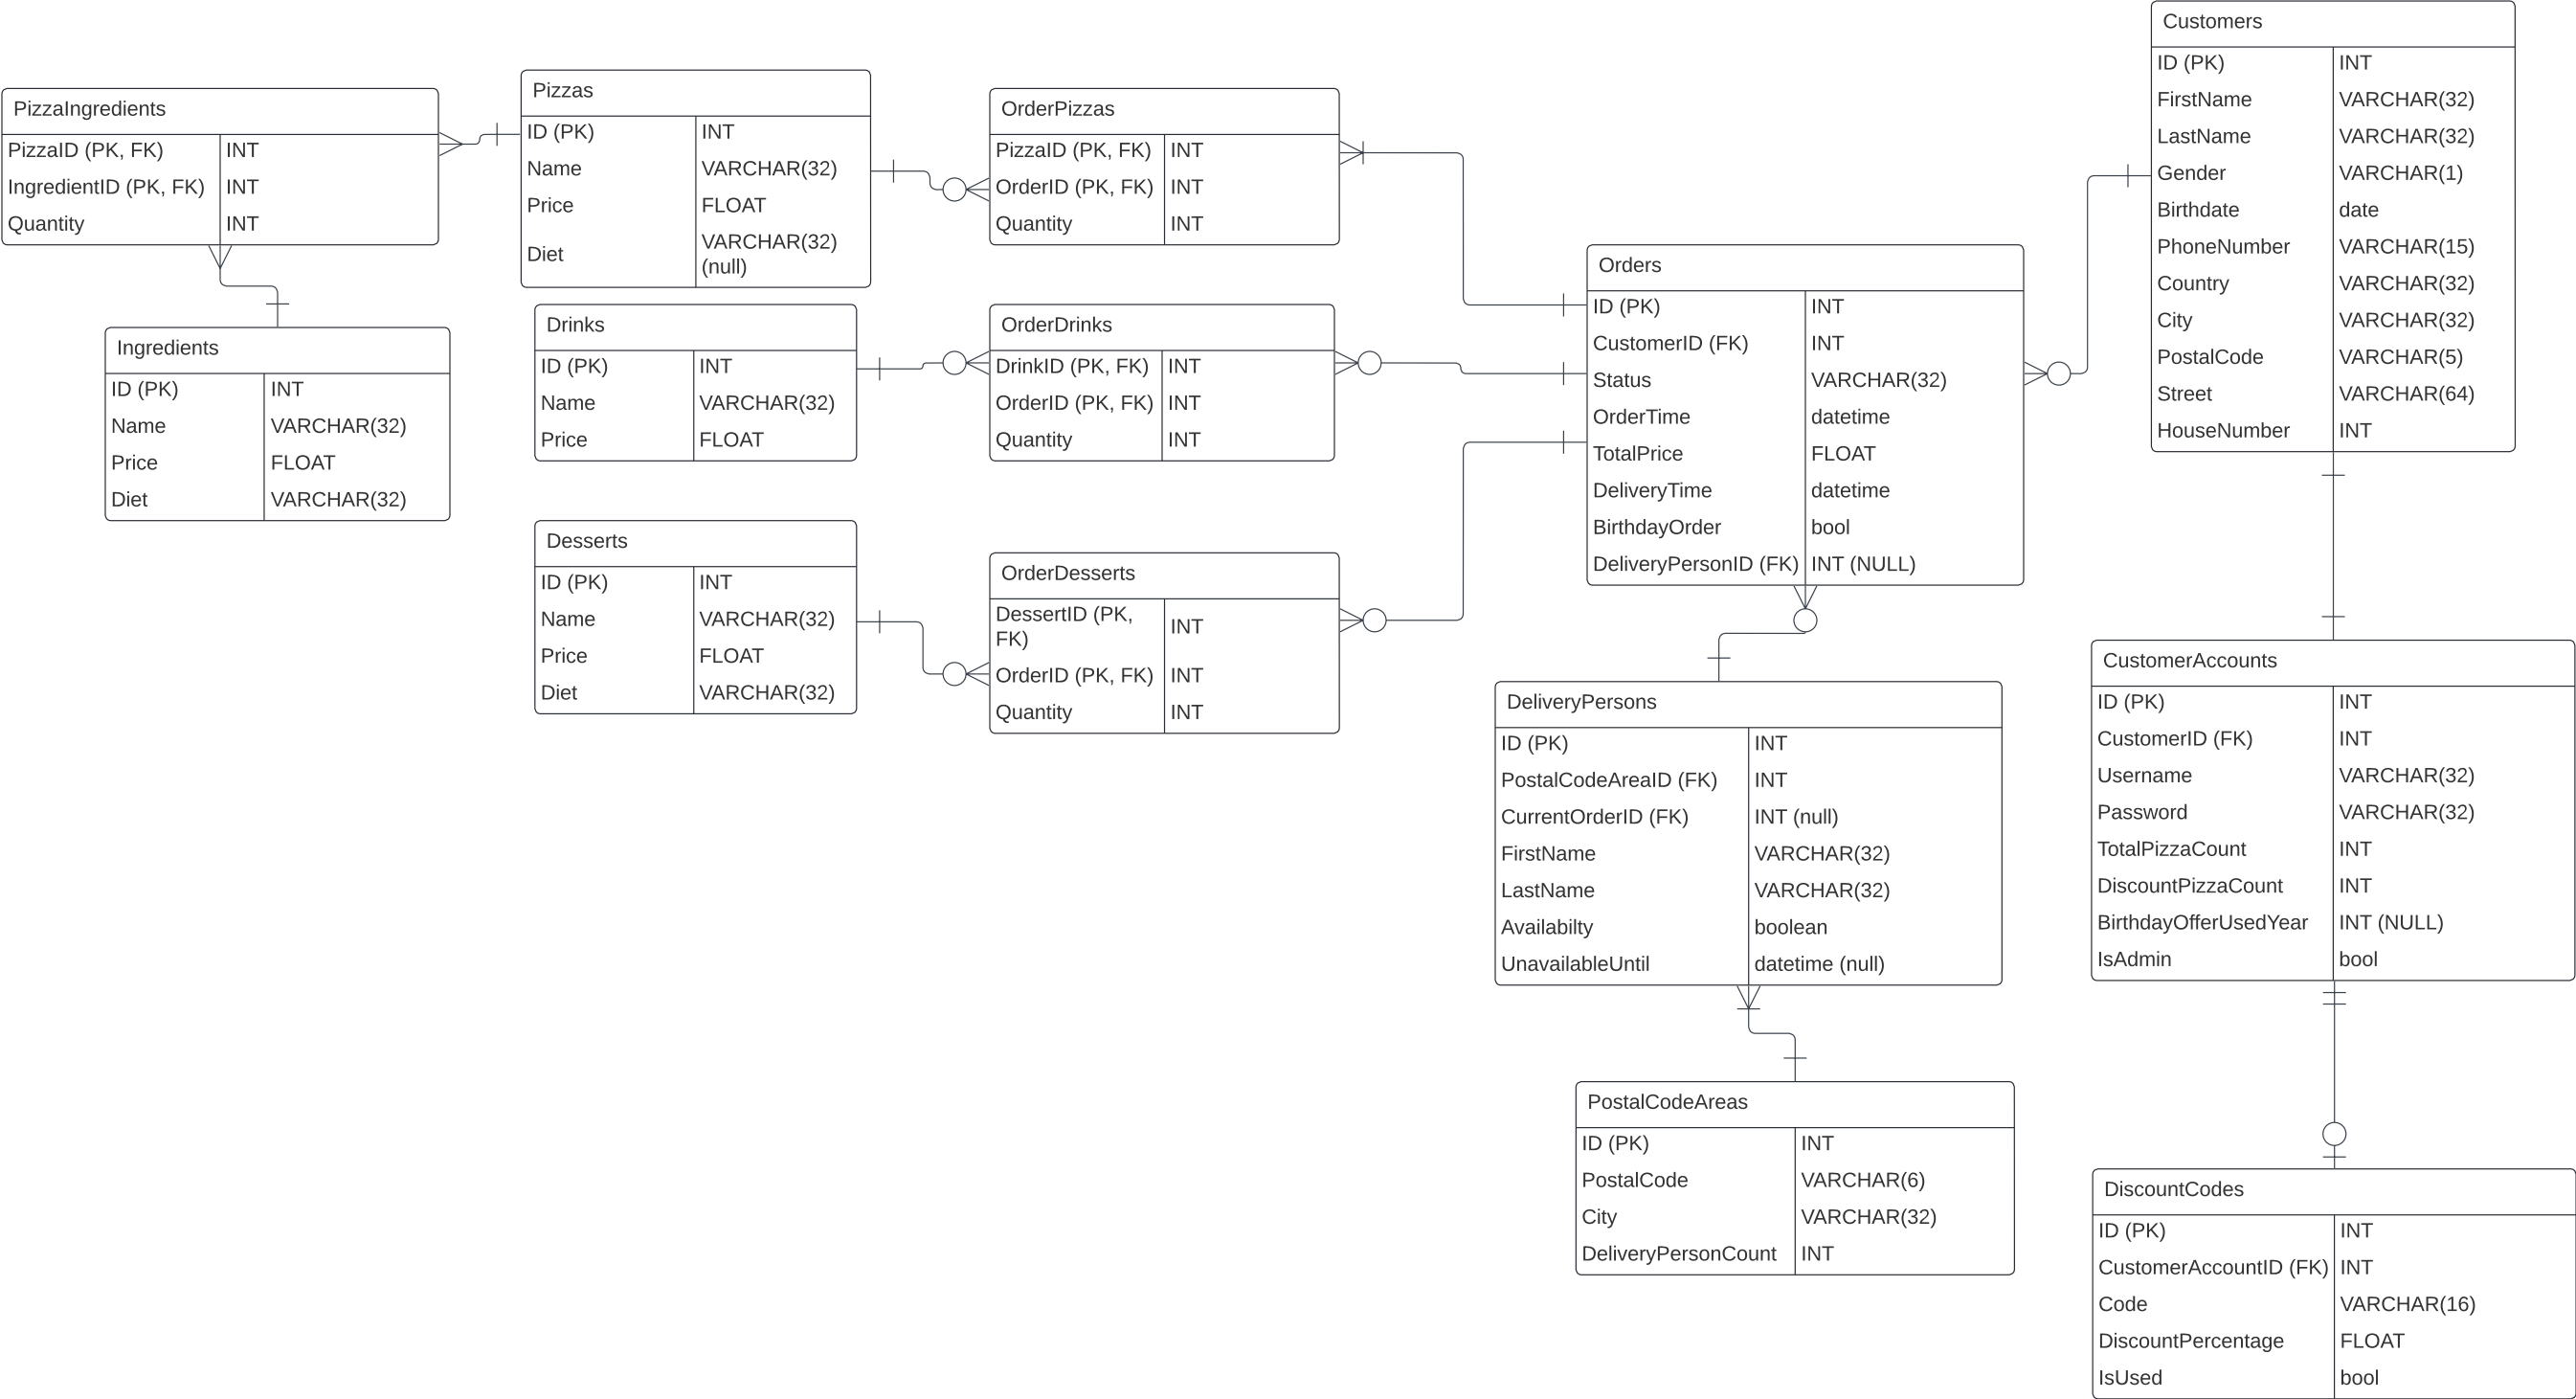 PizzaIngredients
PizzaID (PK, FK) INT
IngredientID (PK, FK) INT
Quantity INT
Ingredients
ID (PK) INT
Name VARCHAR(32)
Price FLOAT
Diet VARCHAR(32)
Pizzas
ID (PK) INT
Name VARCHAR(32)
Price FLOAT
Diet VARCHAR(32)
(null)
Drinks
ID (PK) INT
Name VARCHAR(32)
Price FLOAT
Desserts
ID (PK) INT
Name VARCHAR(32)
Price FLOAT
Diet VARCHAR(32)
OrderPizzas
PizzaID (PK, FK) INT
OrderID (PK, FK) INT
Quantity INT
OrderDrinks
DrinkID (PK, FK) INT
OrderID (PK, FK) INT
Quantity INT
OrderDesserts
DessertID (PK,
FK) INT
OrderID (PK, FK) INT
Quantity INT
Orders
ID (PK) INT
CustomerID (FK) INT
Status VARCHAR(32)
OrderTime datetime
TotalPrice FLOAT
DeliveryTime datetime
BirthdayOrder bool
DeliveryPersonID (FK) INT (NULL)
DeliveryPersons
ID (PK) INT
PostalCodeAreaID (FK) INT
CurrentOrderID (FK) INT (null)
FirstName VARCHAR(32)
LastName VARCHAR(32)
Availabilty boolean
UnavailableUntil datetime (null)
PostalCodeAreas
ID (PK) INT
PostalCode VARCHAR(6)
City VARCHAR(32)
DeliveryPersonCount INT
Customers
ID (PK) INT
FirstName VARCHAR(32)
LastName VARCHAR(32)
Gender VARCHAR(1)
Birthdate date
PhoneNumber VARCHAR(15)
Country VARCHAR(32)
City VARCHAR(32)
PostalCode VARCHAR(5)
Street VARCHAR(64)
HouseNumber INT
CustomerAccounts
ID (PK) INT
CustomerID (FK) INT
Username VARCHAR(32)
Password VARCHAR(32)
TotalPizzaCount INT
DiscountPizzaCount INT
BirthdayOfferUsedYear INT (NULL)
IsAdmin bool
DiscountCodes
ID (PK) INT
CustomerAccountID (FK) INT
Code VARCHAR(16)
DiscountPercentage FLOAT
IsUsed bool